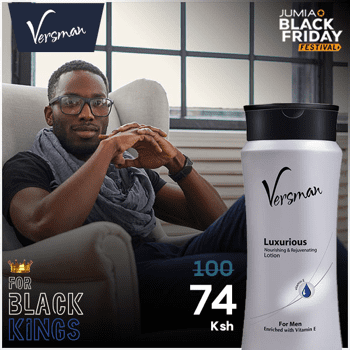 Versman
JUMIA
BLACK
FRIDAY
FESTIVAL
Versman
Luxurious
Nourishing & Rejuvenating
Lotion
100
74
Ksh
FOR
BLACK
KINGS
For Men
Enriched with Vitamin E